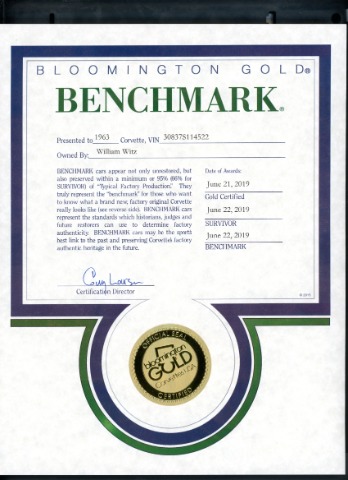 BLOOMINGTON GOLD®
BENCHMARK®
Presented to 1963 Corvette, VIN 30837S114522
Owned By: William Witz
BENCHMARK cars appear not only unrestored, but
also preserved within a minimum or 95% (66% for
SURVIVOR) of "Typical Factory Production." They
truly represent the "benchmark" for those who want
to know what a brand new, factory original Corvette
really looks like (see reverse side). BENCHMARK cars
represent the standards which historians, judges and
future restorers can use to determine factory
authenticity. BENCHMARK cars may be the sports
best link to the past and preserving Corvette factory
authentic heritage in the future.
Date of Awards:
June 21, 2019
Gold Certified
June 22, 2019
SURVIVOR
June 22, 2019
BENCHMARK
Certification Director
OFFICIAL SEAL
bloomington
GOLD
Corvettes USA
CERTIFIED